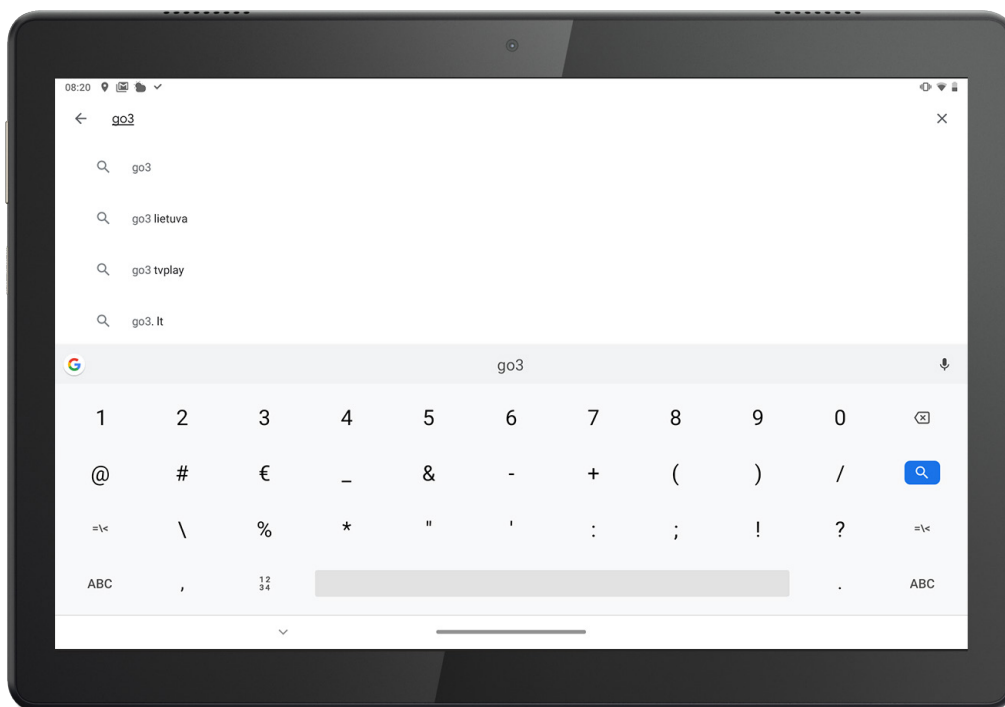 08:20
go3
go3
go3 lietuva
go3 tvplay
go3. lt
G go3
1 2 3 4 5 6 7 8 9 0
@ # € _ & - + ( ) /
=\< \ % * " ' : ; ! ? =\<
ABC , 12 34 . ABC